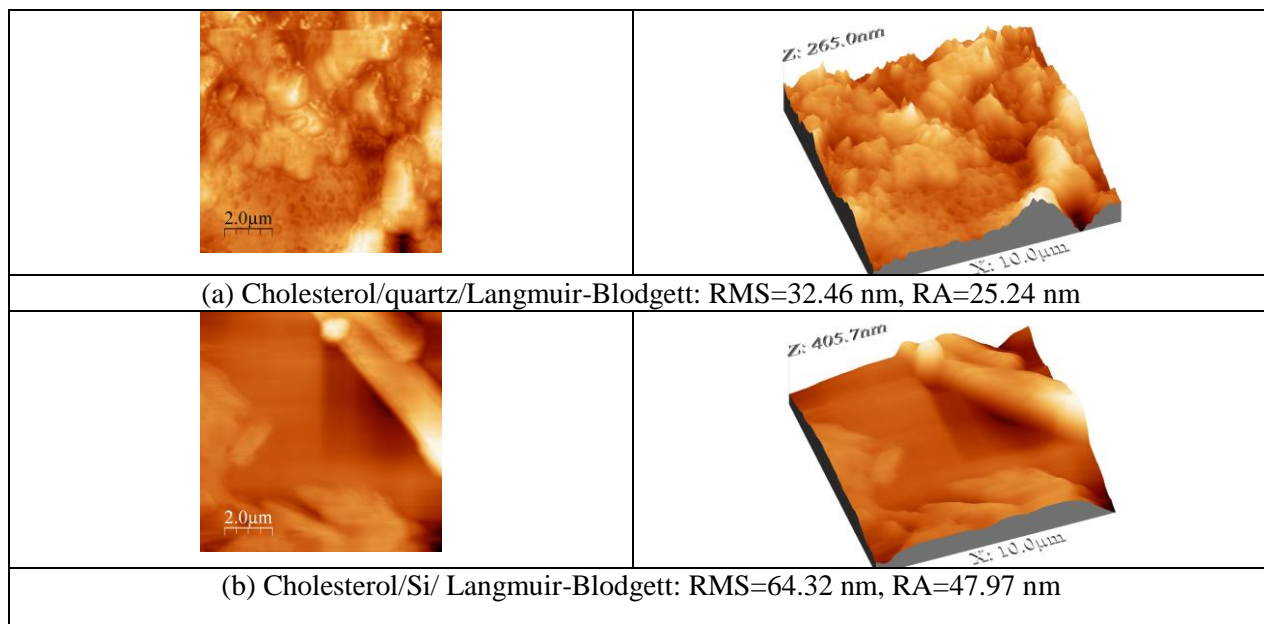 2.0μm
Z: 265.0nm
X: 10.0μm
(a) Cholesterol/quartz/Langmuir-Blodgett: RMS=32.46 nm, RA=25.24 nm
2.0μm
Z: 405.7nm
X: 10.0μm
(b) Cholesterol/Si/ Langmuir-Blodgett: RMS=64.32 nm, RA=47.97 nm